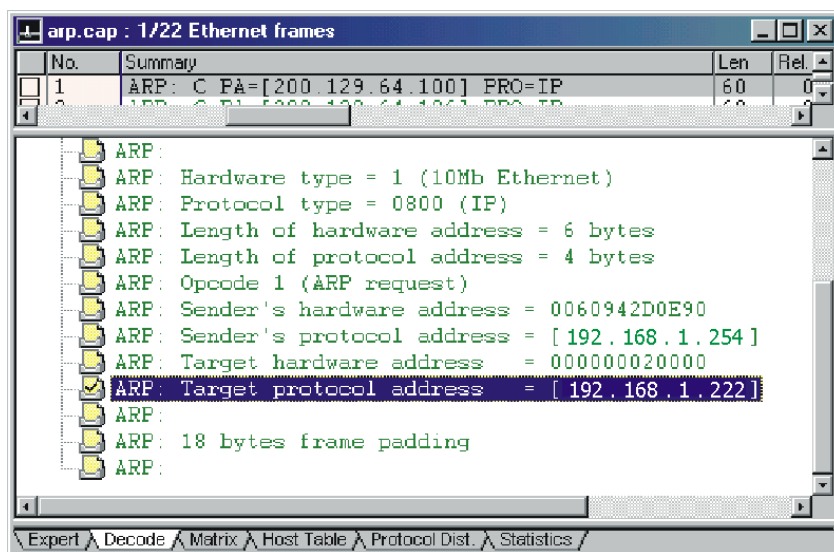 arp.cap : 1/22 Ethernet frames
No. Summary Len Rel.
1 ARP: C PA=[200.129.64.100] PRO=IP 60 0
ARP:
ARP: Hardware type = 1 (10Mb Ethernet)
ARP: Protocol type = 0800 (IP)
ARP: Length of hardware address = 6 bytes
ARP: Length of protocol address = 4 bytes
ARP: Opcode 1 (ARP request)
ARP: Sender's hardware address = 0060942D0E90
ARP: Sender's protocol address = [192.168.1.254]
ARP: Target hardware address = 000000020000
ARP: Target protocol address = [192.168.1.222]
ARP:
ARP: 18 bytes frame padding
ARP:
Expert Decode Matrix Host Table Protocol Dist. Statistics